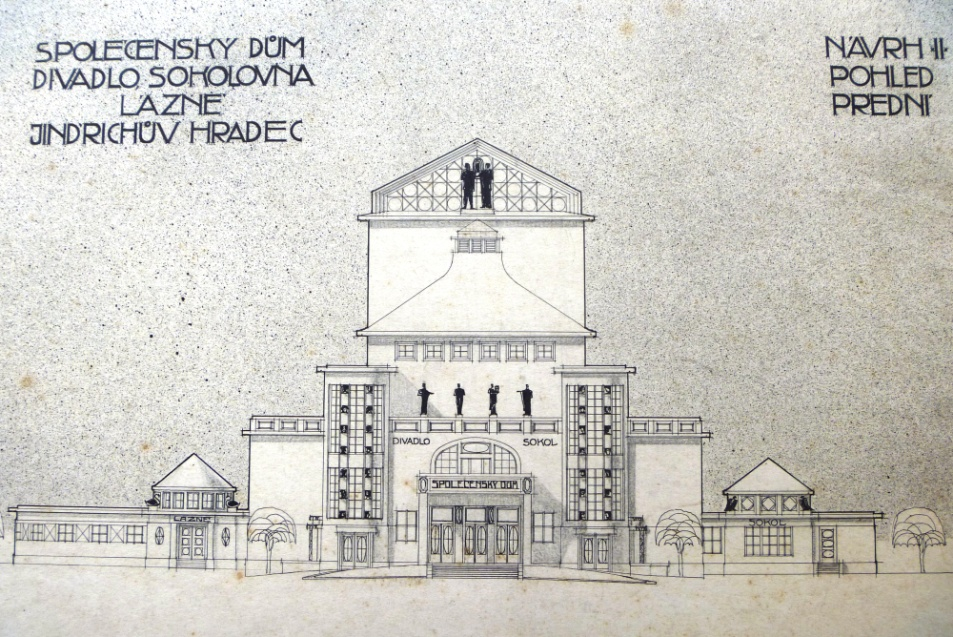 SPOLEČENSKÝ DŮM
DIVADLO SOKOLOVNA
LÁZNĚ
JINDŘICHŮV HRADEC
NÁVRH II
POHLED
PŘEDNÍ
DIVADLO
SOKOL
SPOLEČENSKÝ DŮM
LÁZNĚ
SOKOL